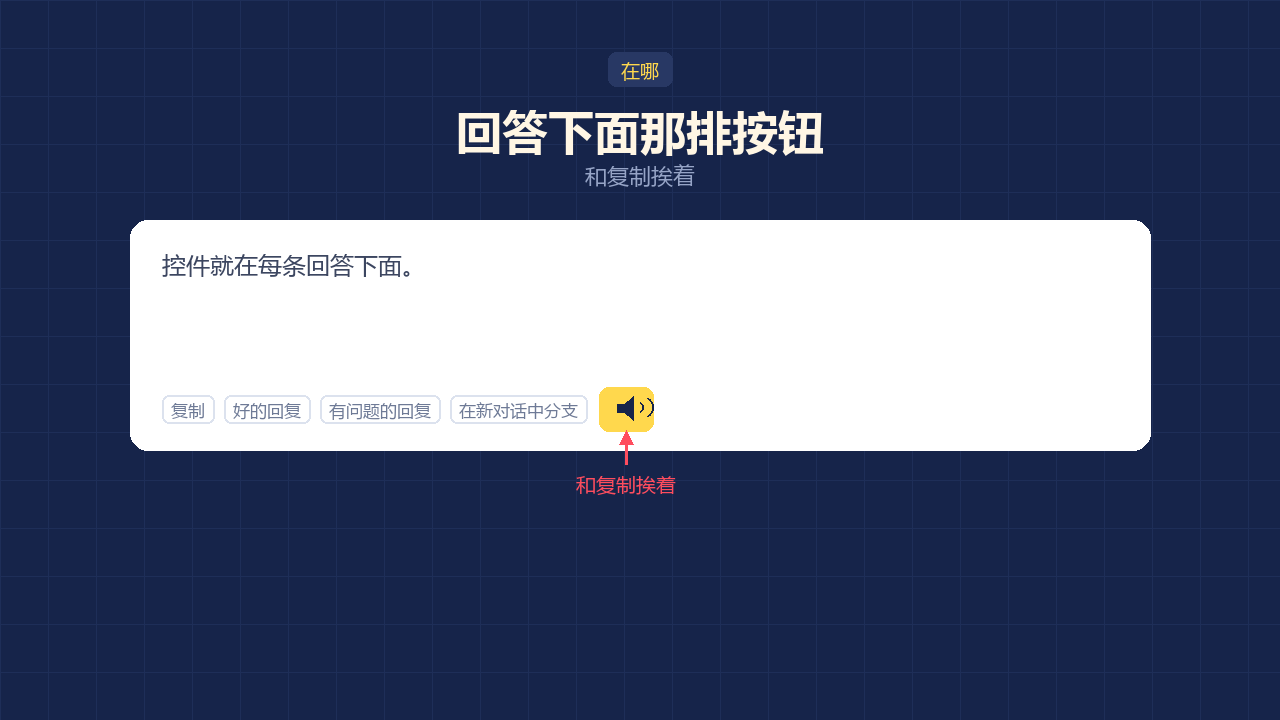 在哪
回答下面那排按钮
和复制挨着
控件就在每条回答下面。
复制 好的回复 有问题的回复 在新对话中分支
和复制挨着